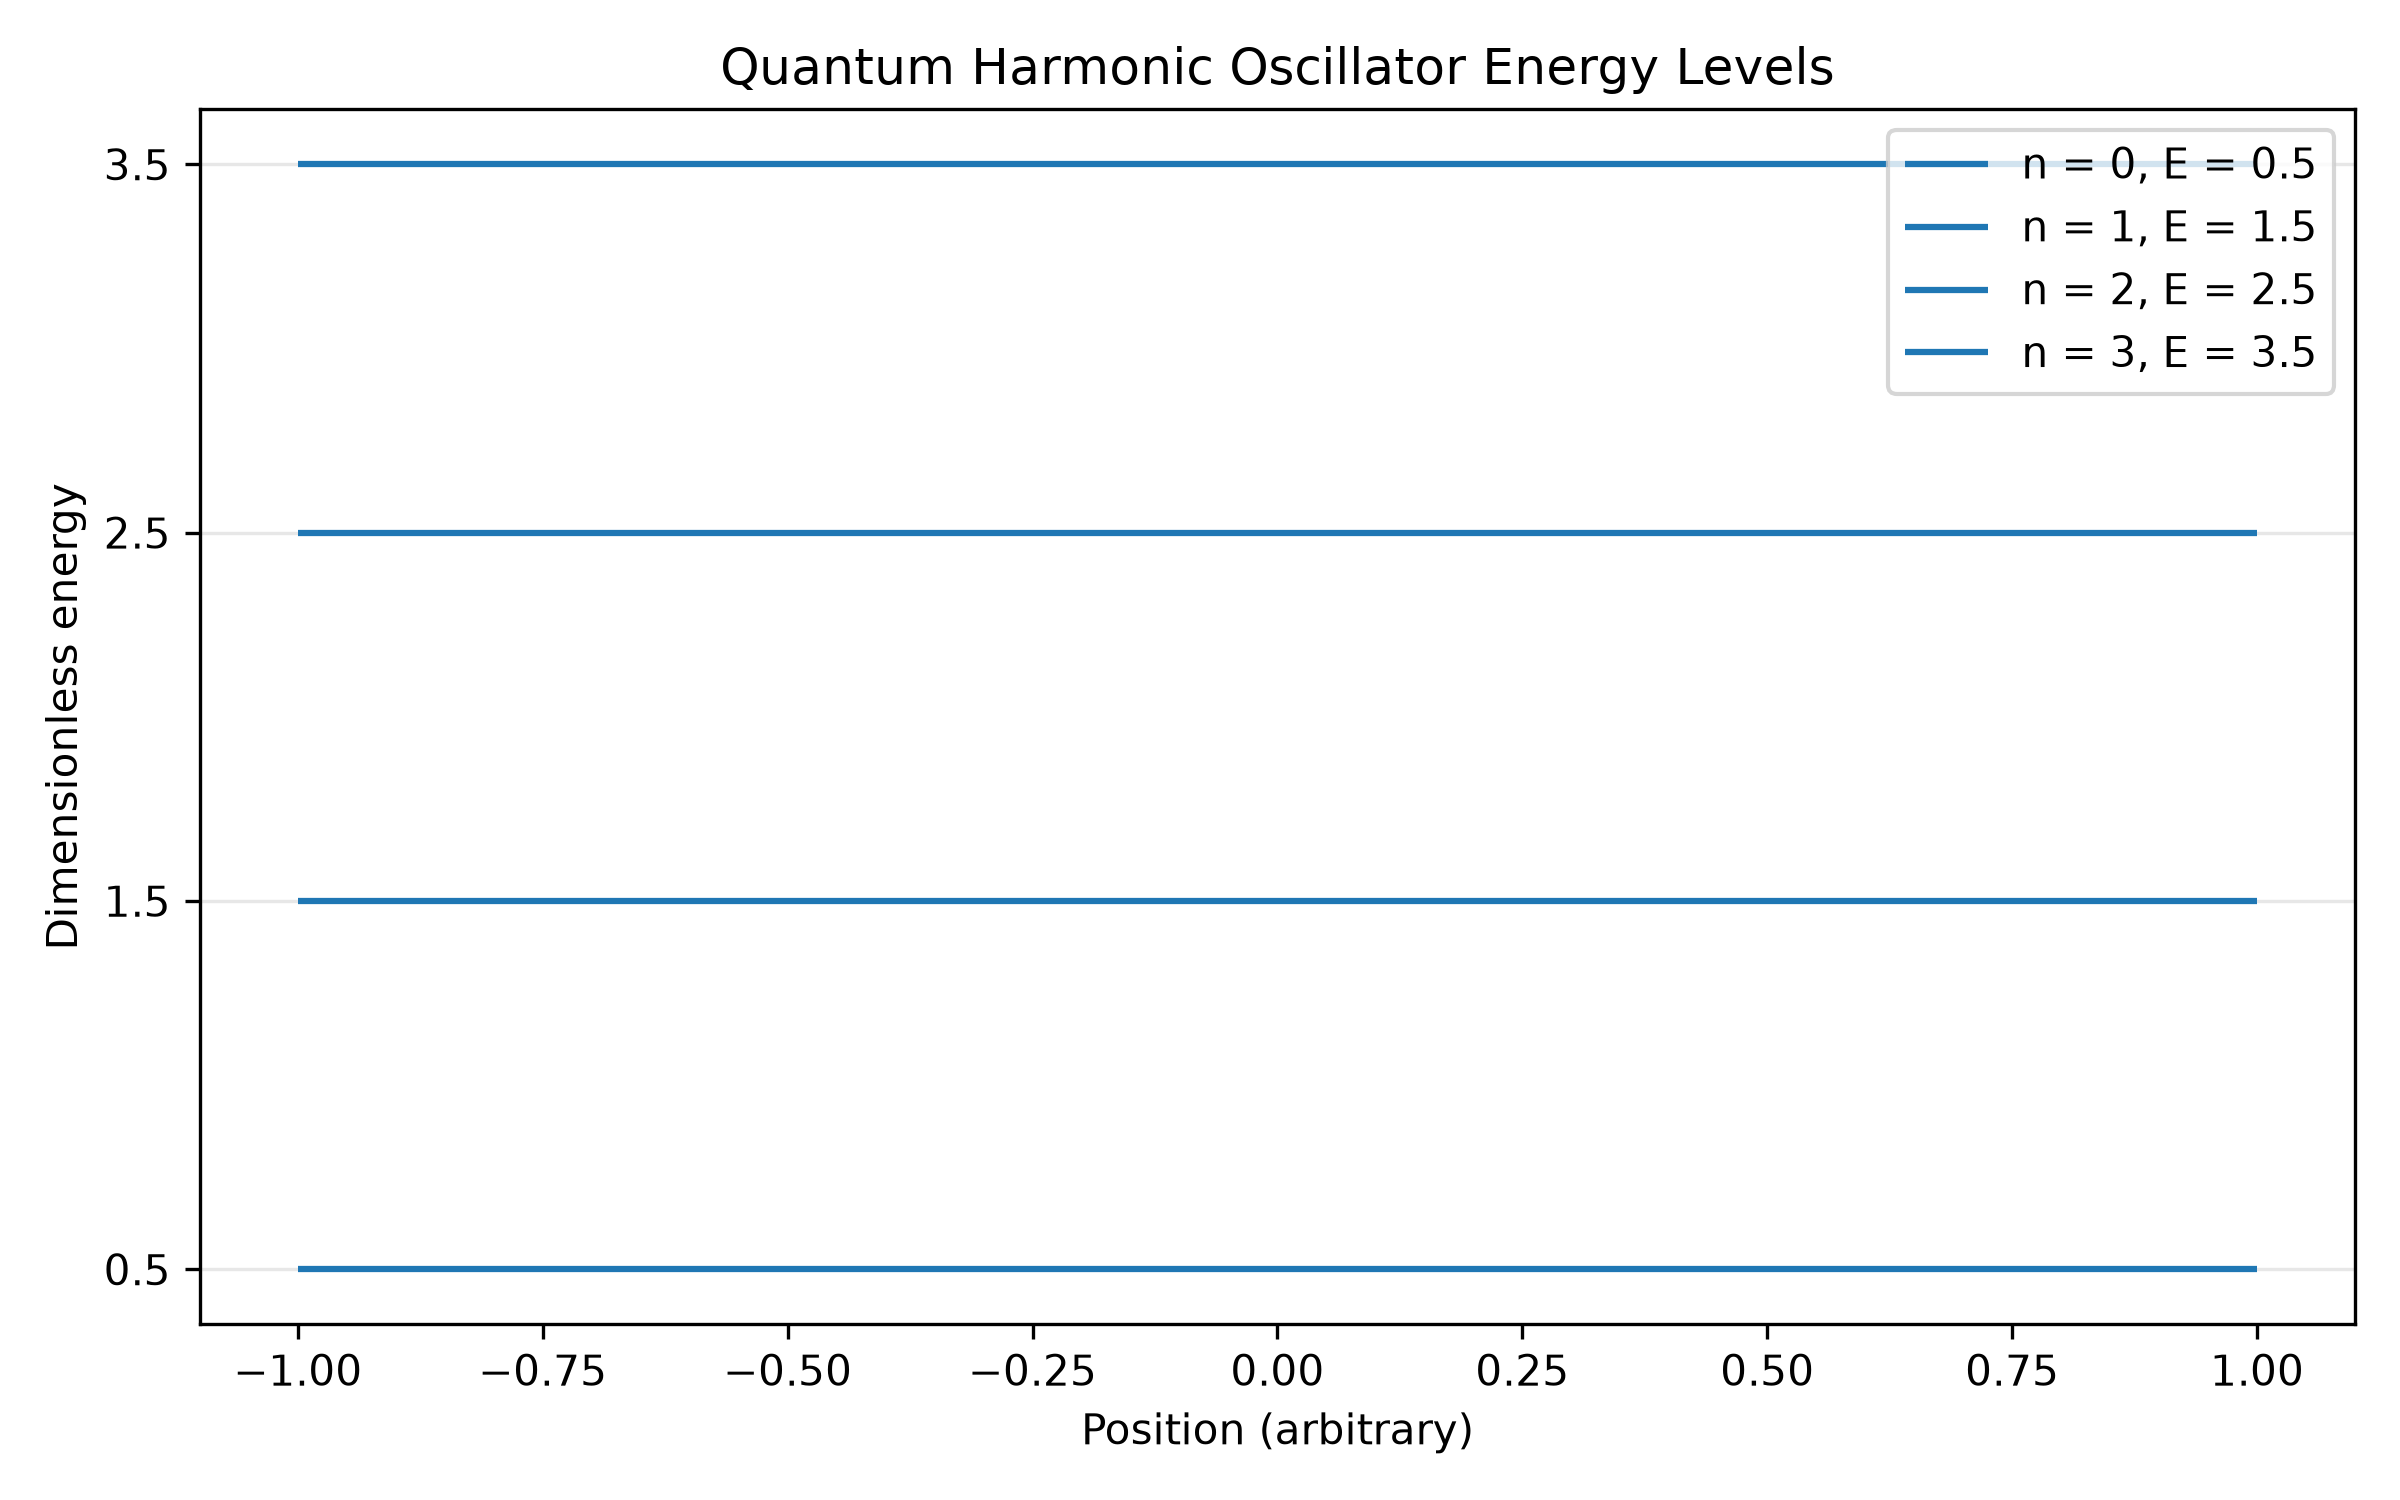 Quantum Harmonic Oscillator Energy Levels
3.5
n = 0, E = 0.5
n = 1, E = 1.5
n = 2, E = 2.5
n = 3, E = 3.5
Dimensionless energy
2.5
1.5
0.5
−1.00 −0.75 −0.50 −0.25 0.00 0.25 0.50 0.75 1.00
Position (arbitrary)